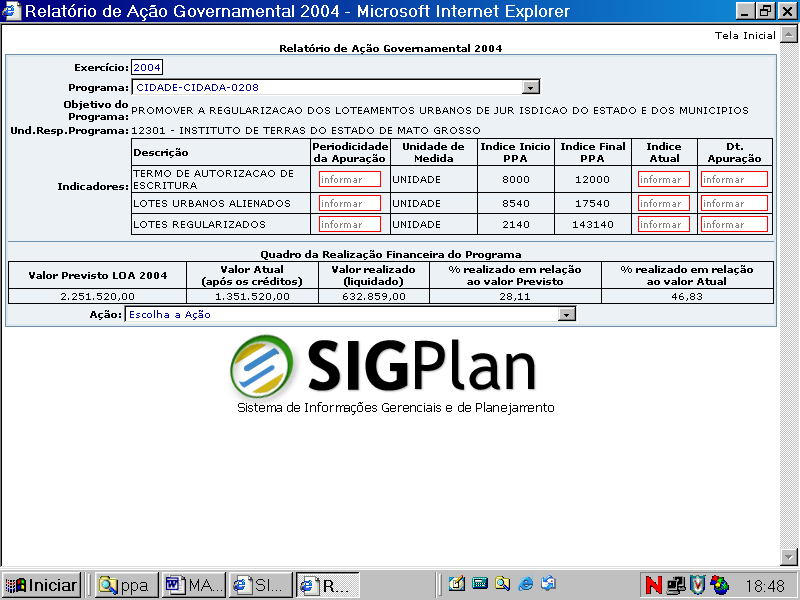 Relatório de Ação Governamental 2004 - Microsoft Internet Explorer
Tela Inicial
Relatório de Ação Governamental 2004
Exercício: 2004
Programa: CIDADE-CIDADA-0208
Objetivo do Programa: PROMOVER A REGULARIZACAO DOS LOTEAMENTOS URBANOS DE JUR ISDICAO DO ESTADO E DOS MUNICIPIOS
Und.Resp.Programa: 12301 - INSTITUTO DE TERRAS DO ESTADO DE MATO GROSSO
Indicadores:
Descrição Periodicidade da Apuração Unidade de Medida Indice Inicio PPA Indice Final PPA Indice Atual Dt. Apuração
TERMO DE AUTORIZACAO DE ESCRITURA informar UNIDADE 8000 12000 informar informar
LOTES URBANOS ALIENADOS informar UNIDADE 8540 17540 informar informar
LOTES REGULARIZADOS informar UNIDADE 2140 143140 informar informar
Quadro da Realização Financeira do Programa
Valor Previsto LOA 2004 Valor Atual (após os créditos) Valor realizado (liquidado) % realizado em relação ao valor Previsto % realizado em relação ao valor Atual
2.251.520,00 1.351.520,00 632.859,00 28,11 46,83
Ação: Escolha a Ação
SIGPlan
Sistema de Informações Gerenciais e de Planejamento
Iniciar ppa MA... SI... R... 18:48